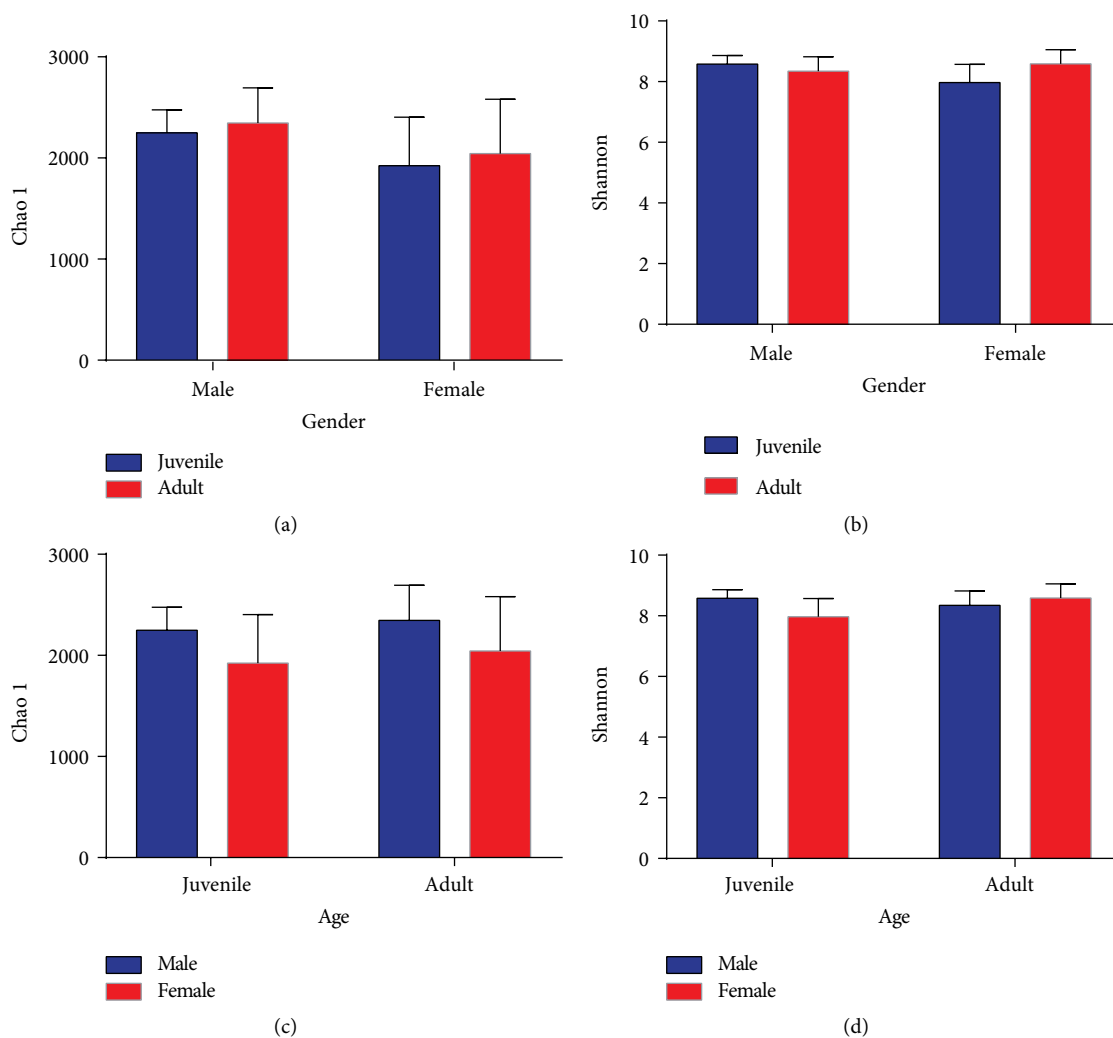 3000
2000
1000
0
Chao 1
Male
Female
Gender
Juvenile
Adult
(a)
10
8
6
4
2
0
Shannon
Male
Female
Gender
Juvenile
Adult
(b)
3000
2000
1000
0
Chao 1
Juvenile
Adult
Age
Male
Female
(c)
10
8
6
4
2
0
Shannon
Juvenile
Adult
Age
Male
Female
(d)